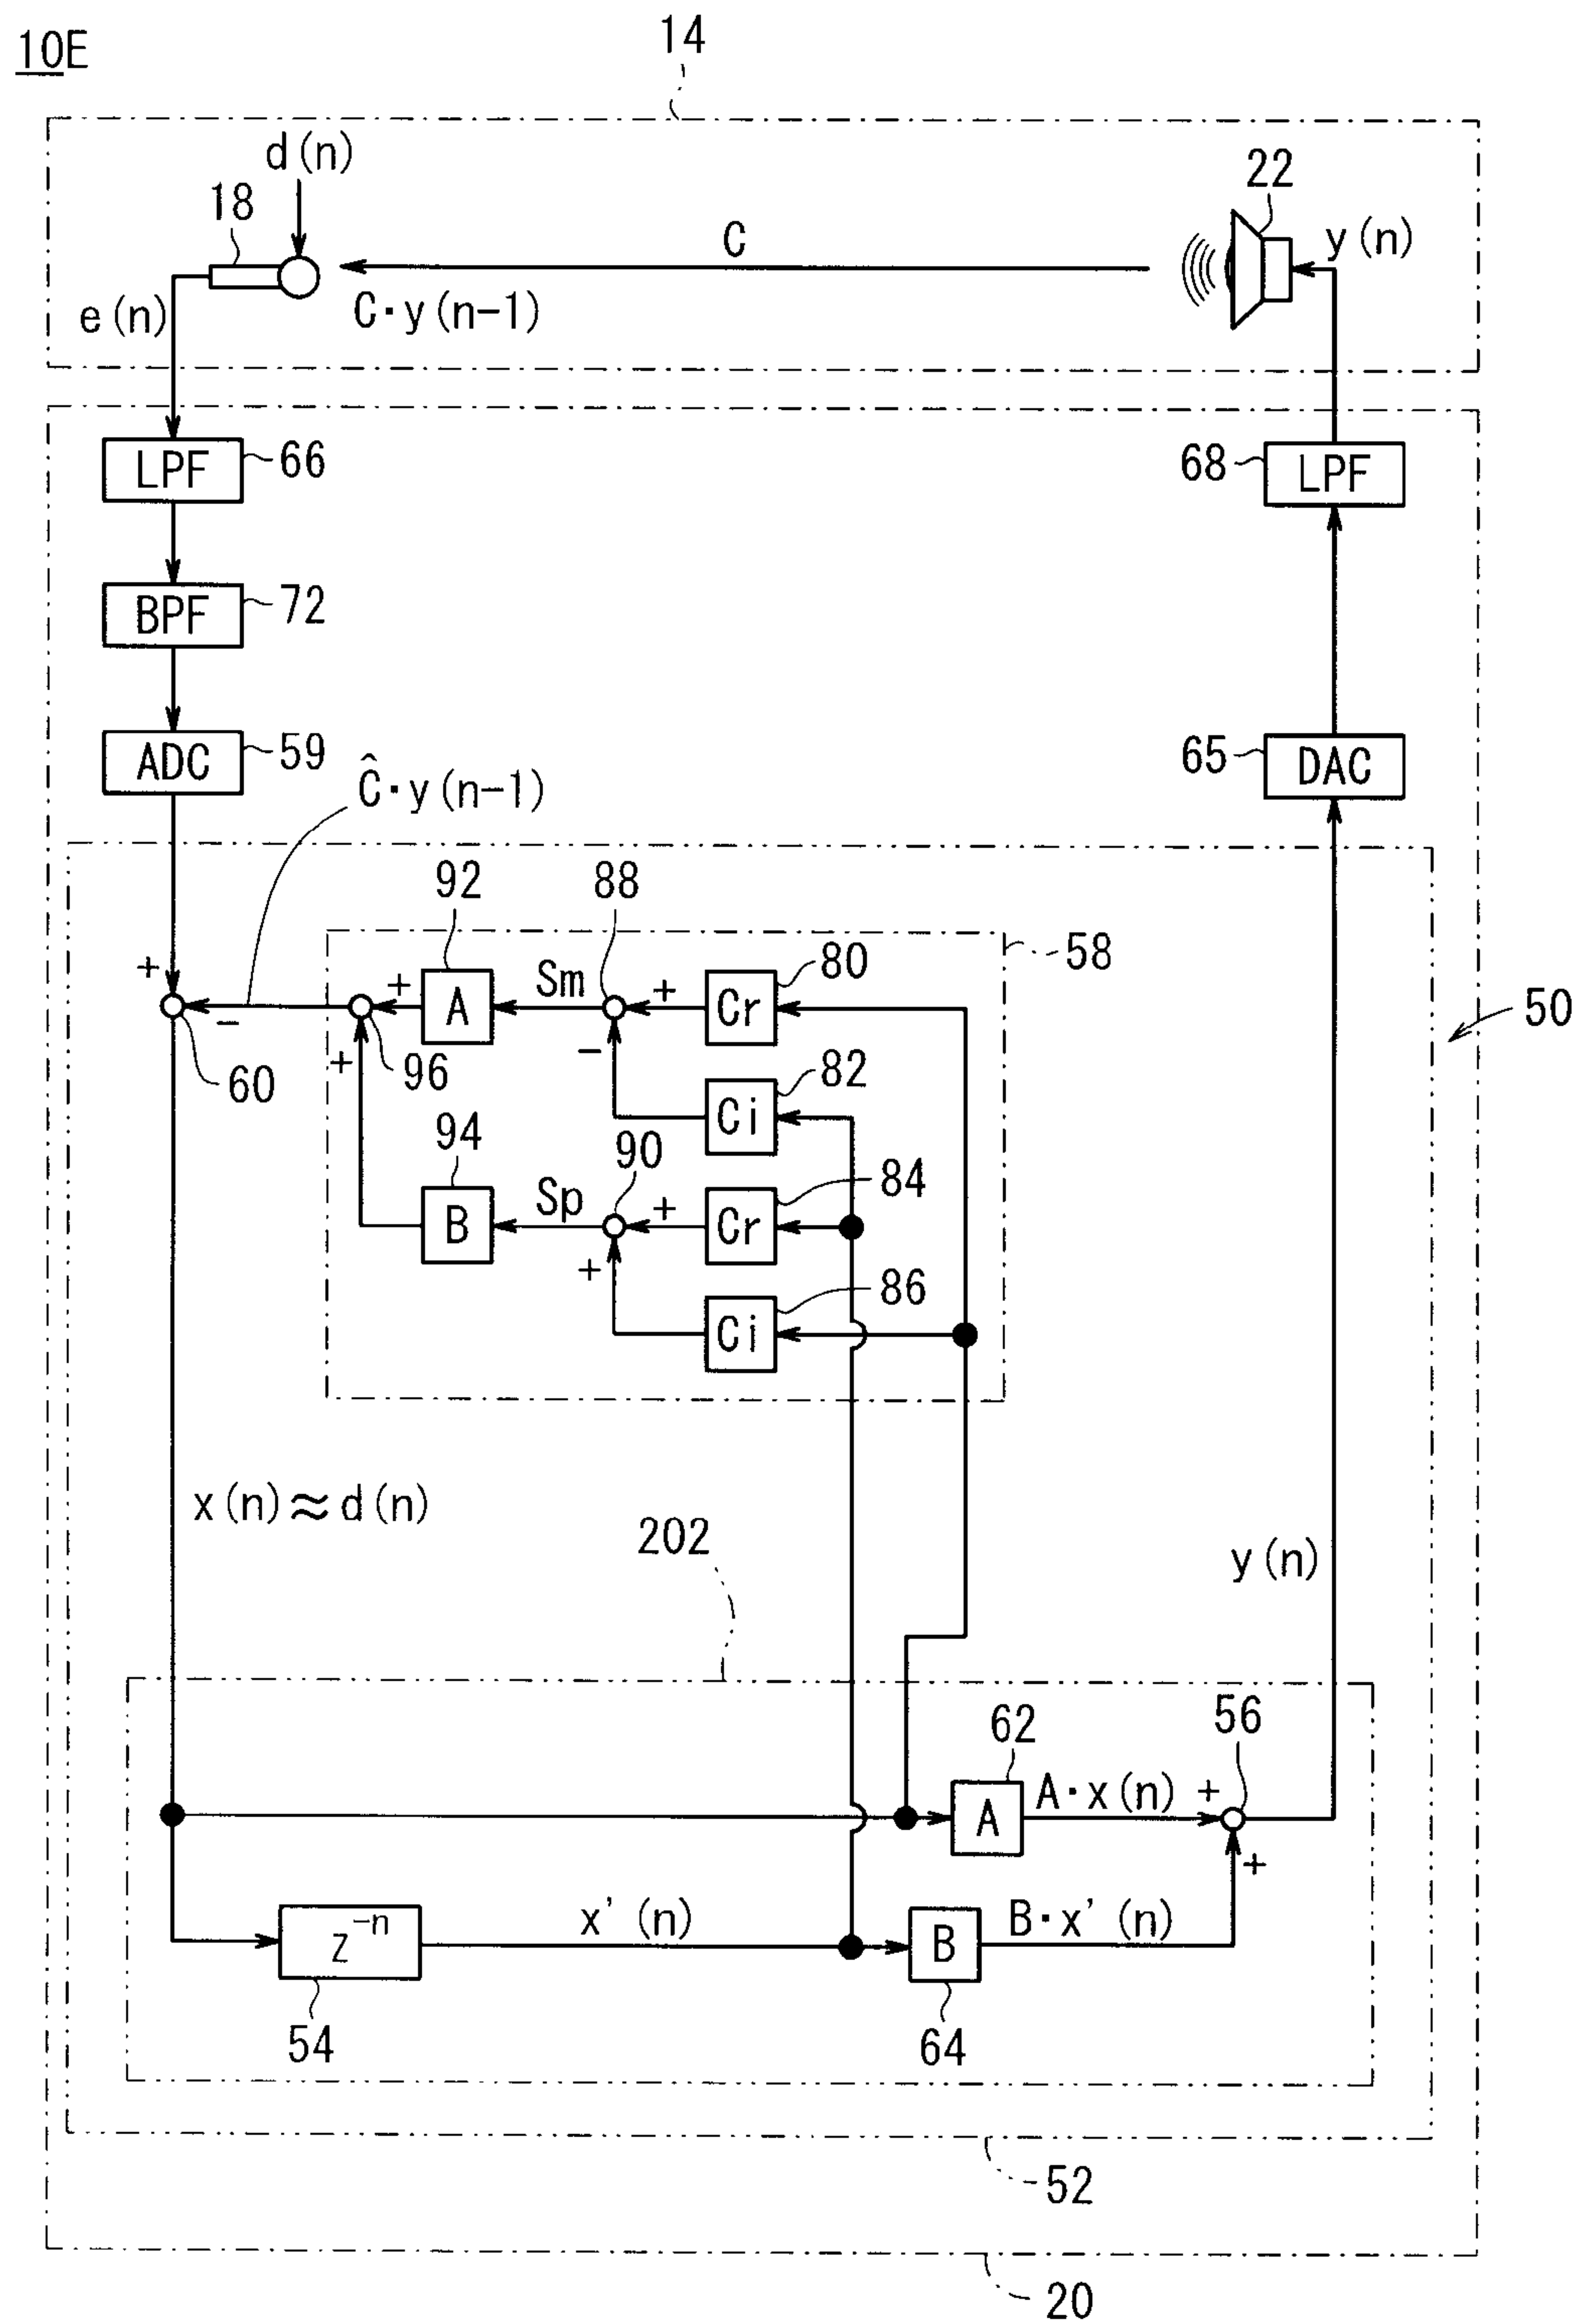 10E
14
d(n)
18
22
C
y(n)
e(n)
C·y(n-1)
LPF
66
68
LPF
BPF
72
ADC
59
65
DAC
Ĉ·y(n-1)
92
88
58
80
+
A
+
Sm
+
Cr
50
-
-
60
+
96
82
Ci
94
90
84
B
Sp
+
Cr
+
86
Ci
x(n)≈d(n)
202
y(n)
62
56
A
A·x(n)
+
+
z⁻ⁿ
x'(n)
B
B·x'(n)
54
64
52
20